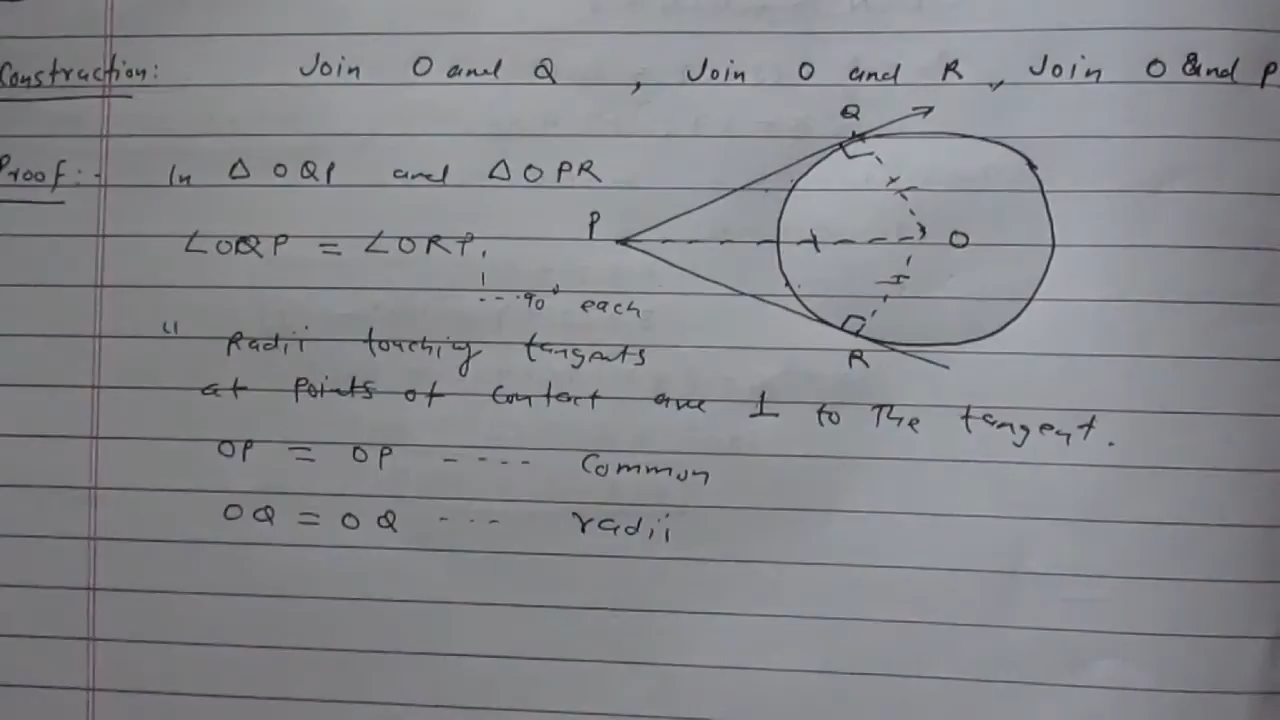 Construction: Join O and Q , Join O and R , Join O and P
Proof:- In Δ OQP and Δ OPR
∠OQP = ∠ORP.
....90° each
" Radii touching tangents
at points of contact are ⊥ to The tangent.
OP = OP ---- Common
OQ = OQ --- radii
Q
P
O
R